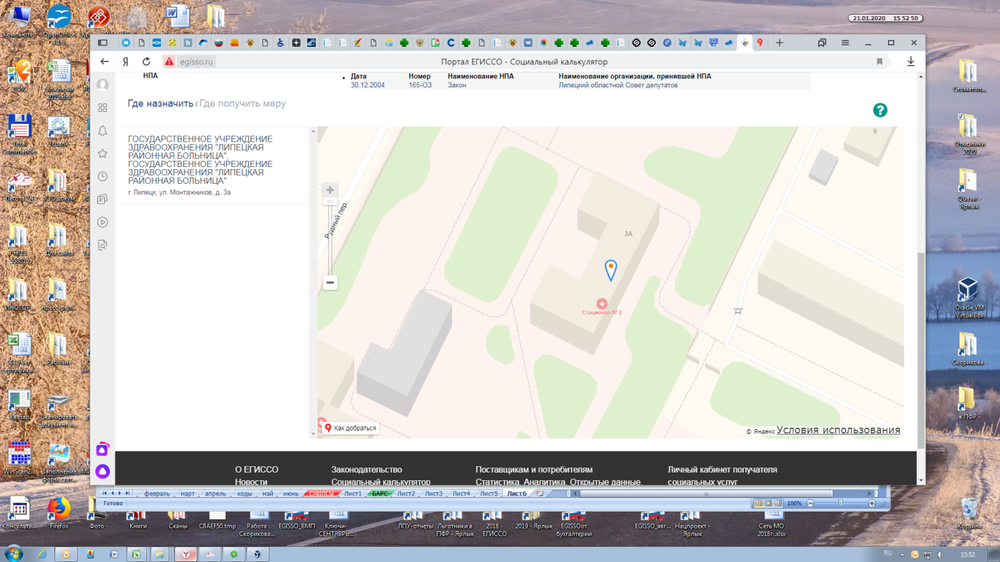 21.01.2020 15 52 50
Компьютер
OpenOffice 4.1.3
egisso.ru
Портал ЕГИССО - Социальный калькулятор
НПА
Дата Номер Наименование НПА Наименование организации, принявшей НПА
30.12.2004 165-ОЗ Закон Липецкий областной Совет депутатов
Где назначить / Где получить меру
ГОСУДАРСТВЕННОЕ УЧРЕЖДЕНИЕ
ЗДРАВООХРАНЕНИЯ "ЛИПЕЦКАЯ
РАЙОННАЯ БОЛЬНИЦА",
ГОСУДАРСТВЕННОЕ УЧРЕЖДЕНИЕ
ЗДРАВООХРАНЕНИЯ "ЛИПЕЦКАЯ
РАЙОННАЯ БОЛЬНИЦА"
г. Липецк, ул. Монтажников, д. 3а
9
Рудный пер.
3А
Стационар № 2
Как добраться
© Яндекс Условия использования
О ЕГИССО Законодательство Поставщикам и потребителям Личный кабинет получателя
Новости Социальный калькулятор Статистика. Аналитика. Открытые данные. социальных услуг
февраль март апрель коды май июнь СНИЛСЫ Лист1 БАРС Лист2 Лист3 Лист4 Лист5 Лист6
Готово 100%
2ГИС
Эл.ключи 2019.xlsx
Total Commander
Icbank-
Льгота 2.4
УЗО докум...
Для сайта
ИНОГОР...
пресс-рел...
44 учет сертифика...
Рабочие
Квазар
Сканировать документ и...
WinScan2...
Заполнение форм стат...
Стоматол...
Отказники 2020
Quasar - Ярлык
Oracle VM VirtualBox
Скорикова -
в ПФР -
Корзина
Консульта...
Firefox
Фото -
Книги
Сканы
C8AEF50.tmp
Работа Скорикова...
EGISSO_ВМП
Ключи- СЕНТЯБРЬ...
ЛПУ-отчеты
Льготники в ПФР - Ярлык
2018 - ЕГИССО
2019 - Ярлык
EGISSOот бухгалтерии
EGISSO_авг...
Нацпроект - Ярлык
Сеть МО 2018г..xlsx
RU
15:52